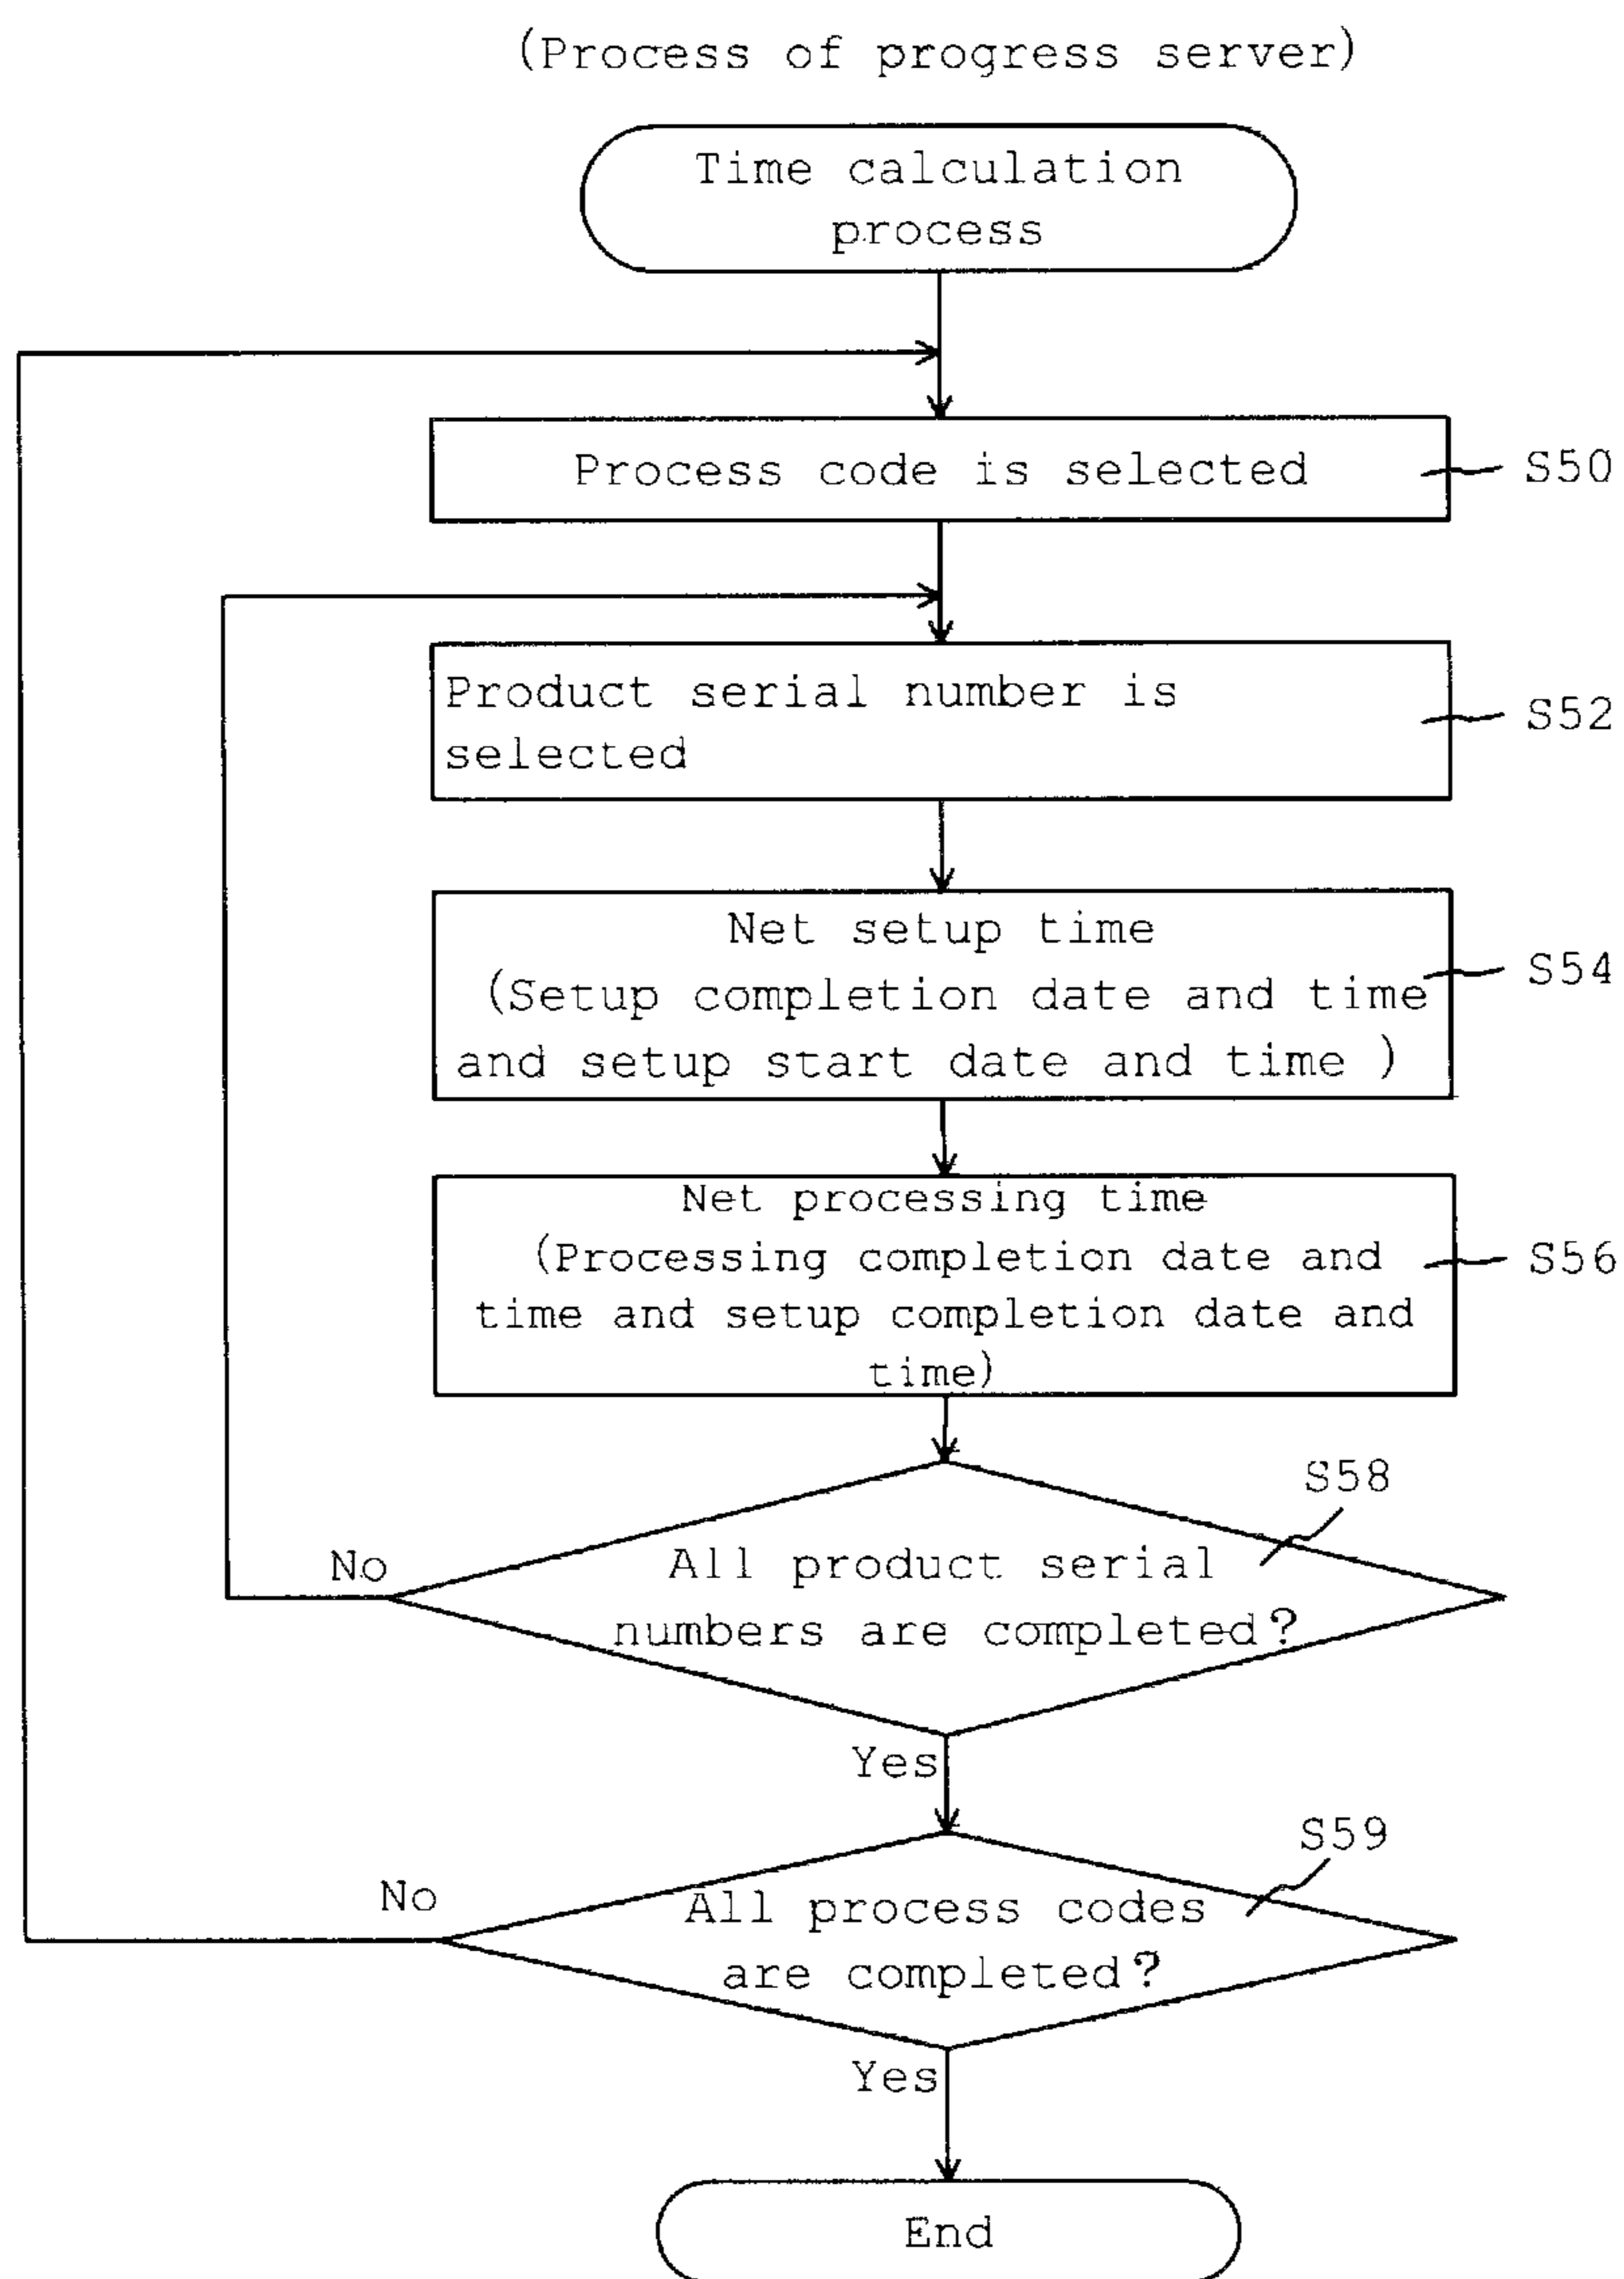 (Process of progress server)
Time calculation
process
Process code is selected
S50
Product serial number is
selected
S52
Net setup time
(Setup completion date and time
and setup start date and time )
S54
Net processing time
(Processing completion date and
time and setup completion date and
time)
S56
S58
No
All product serial
numbers are completed?
Yes
S59
No
All process codes
are completed?
Yes
End